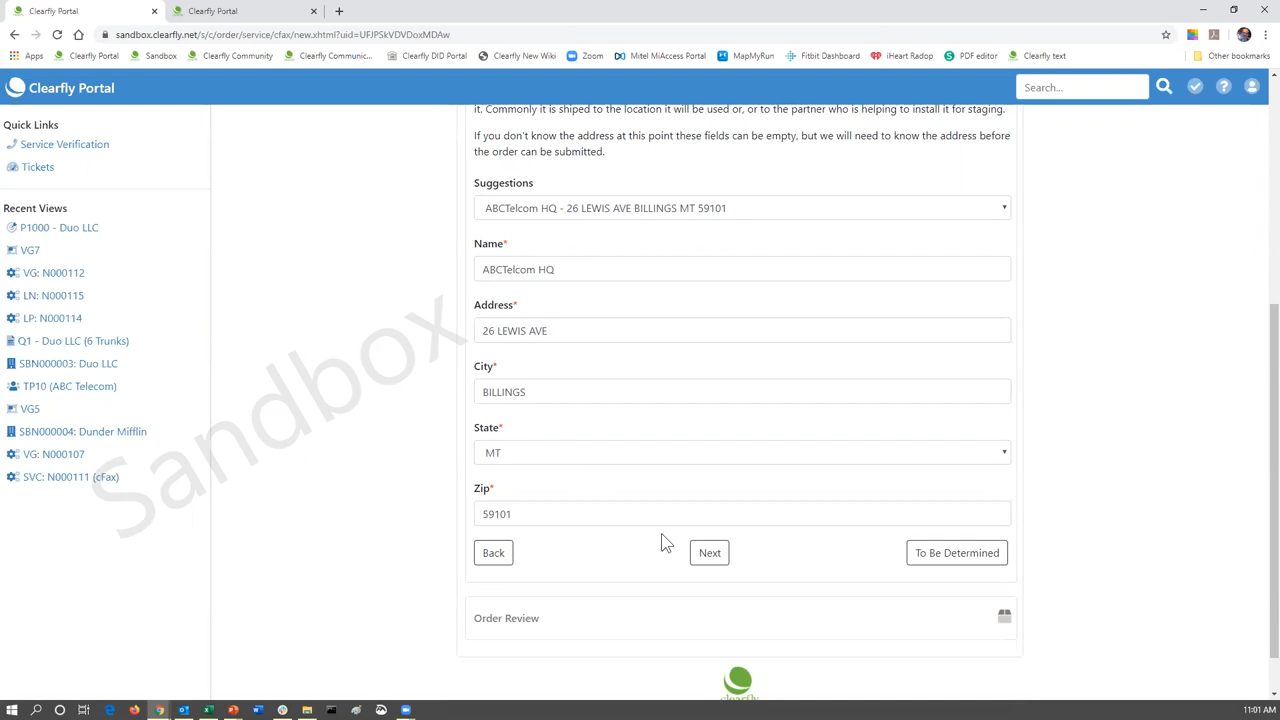 Clearfly Portal
Clearfly Portal
sandbox.clearfly.net/s/c/order/service/cfax/new.xhtml?uid=UFJPSkVDVDoxMDAw
Apps Clearfly Portal Sandbox Clearfly Community Clearfly Communic... Clearfly DID Portal Clearfly New Wiki Zoom Mitel MiAccess Portal MapMyRun Fitbit Dashboard iHeart Radop PDF editor Clearfly text Other bookmarks
Clearfly Portal
Search...
Quick Links
Service Verification
Tickets
Recent Views
P1000 - Duo LLC
VG7
VG: N000112
LN: N000115
LP: N000114
Q1 - Duo LLC (6 Trunks)
SBN000003: Duo LLC
TP10 (ABC Telecom)
VG5
SBN000004: Dunder Mifflin
VG: N000107
SVC: N000111 (cFax)
Sandbox
it. Commonly it is shiped to the location it will be used or, or to the partner who is helping to install it for staging.
If you don't know the address at this point these fields can be empty, but we will need to know the address before
the order can be submitted.
Suggestions
ABCTelcom HQ - 26 LEWIS AVE BILLINGS MT 59101
Name*
ABCTelcom HQ
Address*
26 LEWIS AVE
City*
BILLINGS
State*
MT
Zip*
59101
Back Next To Be Determined
Order Review
clearfly
11:01 AM